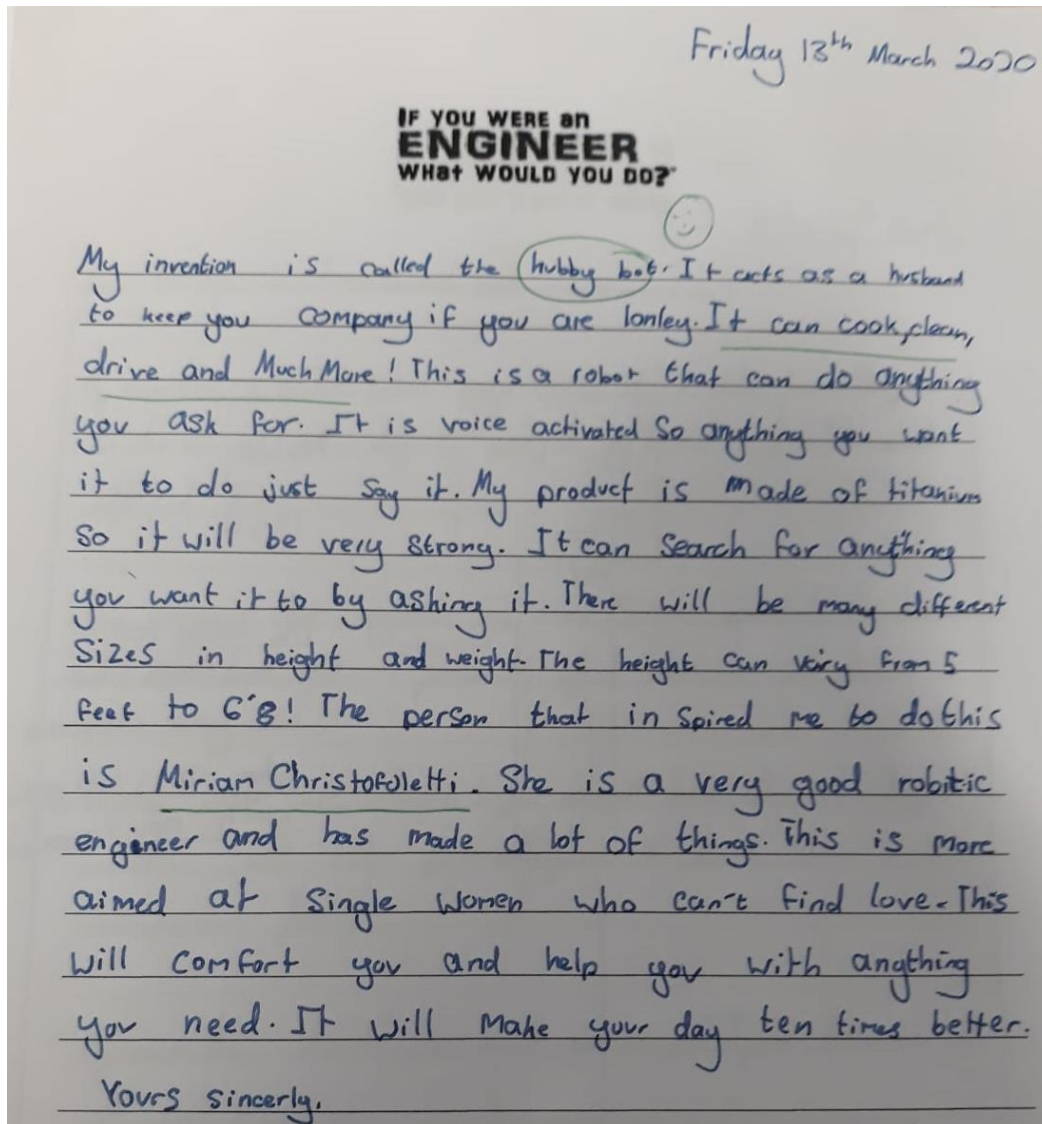 Friday 13th March 2020
IF YOU WERE an
ENGINEER
WHat WOULD YOU DO?
My invention is called the hubby bot. It acts as a husband
to keep you company if you are lonley. It can cook, clean,
drive and Much More! This is a robot that can do anything
you ask for. It is voice activated So anything you want
it to do just say it. My product is made of titanium
So it will be very strong. It can search for anything
you want it to by asking it. There will be many different
Sizes in height and weight. The height can vary from 5
feet to 6'8! The person that in spired me to do this
is Miriam Christofoletti. She is a very good robitic
engineer and has made a lot of things. This is more
aimed at Single women who can't find love. This
will comfort you and help you with angthing
you need. It will make your day ten times better.
Yours sincerly,